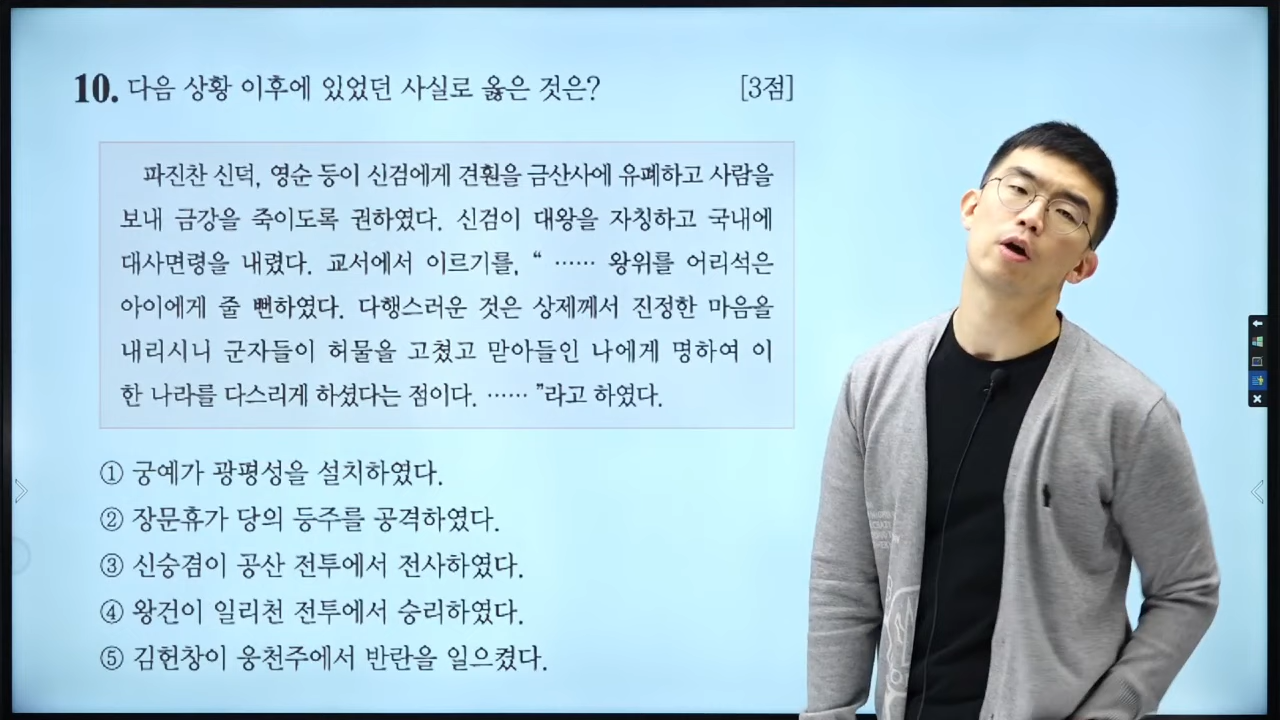 10. 다음 상황 이후에 있었던 사실로 옳은 것은? [3점]
파진찬 신덕, 영순 등이 신검에게 견훤을 금산사에 유폐하고 사람을
보내 금강을 죽이도록 권하였다. 신검이 대왕을 자칭하고 국내에
대사면령을 내렸다. 교서에서 이르기를, “ …… 왕위를 어리석은
아이에게 줄 뻔하였다. 다행스러운 것은 상제께서 진정한 마음을
내리시니 군자들이 허물을 고쳤고 맏아들인 나에게 명하여 이
한 나라를 다스리게 하셨다는 점이다. …… ”라고 하였다.
① 궁예가 광평성을 설치하였다.
② 장문휴가 당의 등주를 공격하였다.
③ 신숭겸이 공산 전투에서 전사하였다.
④ 왕건이 일리천 전투에서 승리하였다.
⑤ 김헌창이 웅천주에서 반란을 일으켰다.